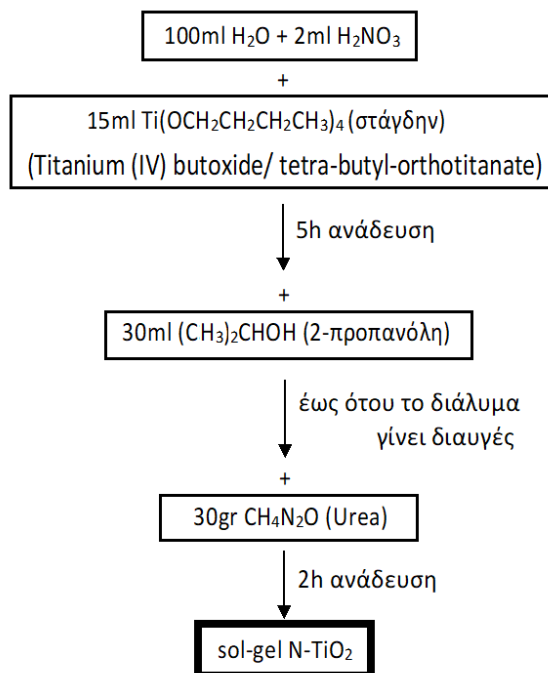 100ml H₂O + 2ml H₂NO₃
+
15ml Ti(OCH₂CH₂CH₂CH₃)₄ (στάγδην)
(Titanium (IV) butoxide/ tetra-butyl-orthotitanate)
5h ανάδευση
+
30ml (CH₃)₂CHOH (2-προπανόλη)
έως ότου το διάλυμα
γίνει διαυγές
+
30gr CH₄N₂O (Urea)
2h ανάδευση
sol-gel N-TiO₂